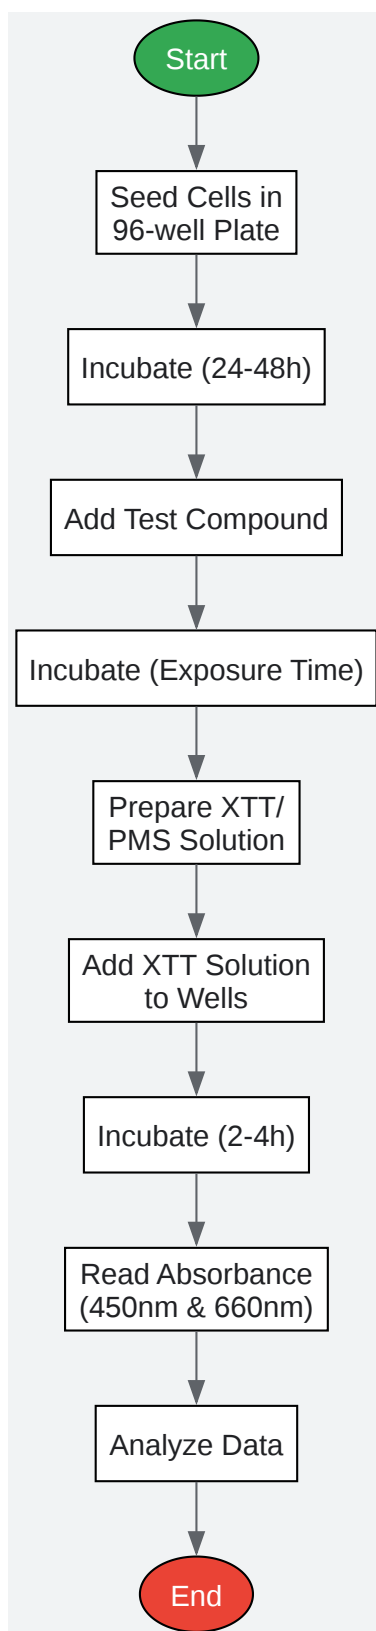 Start
Seed Cells in
96-well Plate
Incubate (24-48h)
Add Test Compound
Incubate (Exposure Time)
Prepare XTT/
PMS Solution
Add XTT Solution
to Wells
Incubate (2-4h)
Read Absorbance
(450nm & 660nm)
Analyze Data
End